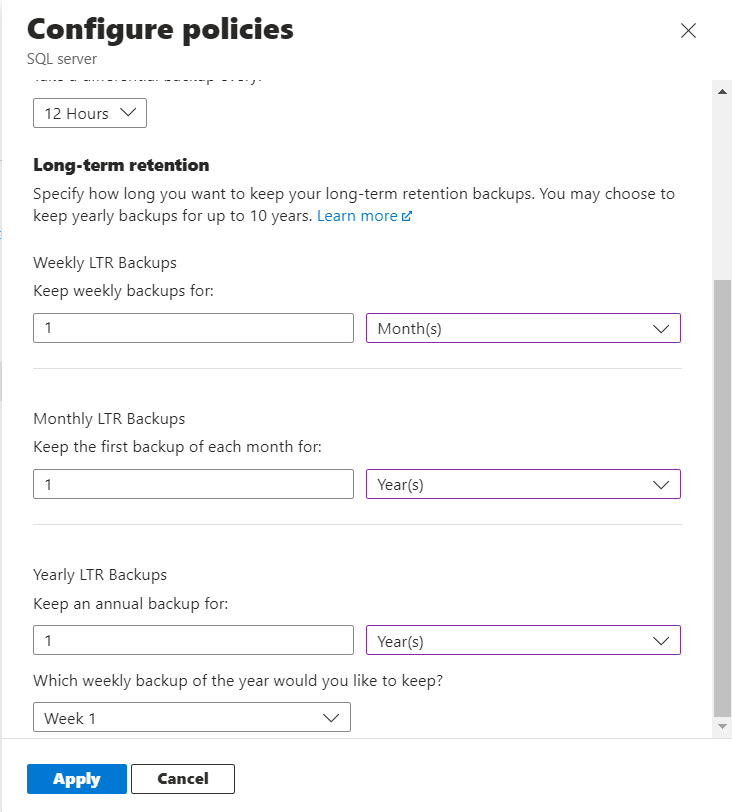 Configure policies
SQL server
12 Hours
Long-term retention
Specify how long you want to keep your long-term retention backups. You may choose to
keep yearly backups for up to 10 years. Learn more
Weekly LTR Backups
Keep weekly backups for:
1 Month(s)
Monthly LTR Backups
Keep the first backup of each month for:
1 Year(s)
Yearly LTR Backups
Keep an annual backup for:
1 Year(s)
Which weekly backup of the year would you like to keep?
Week 1
Apply Cancel